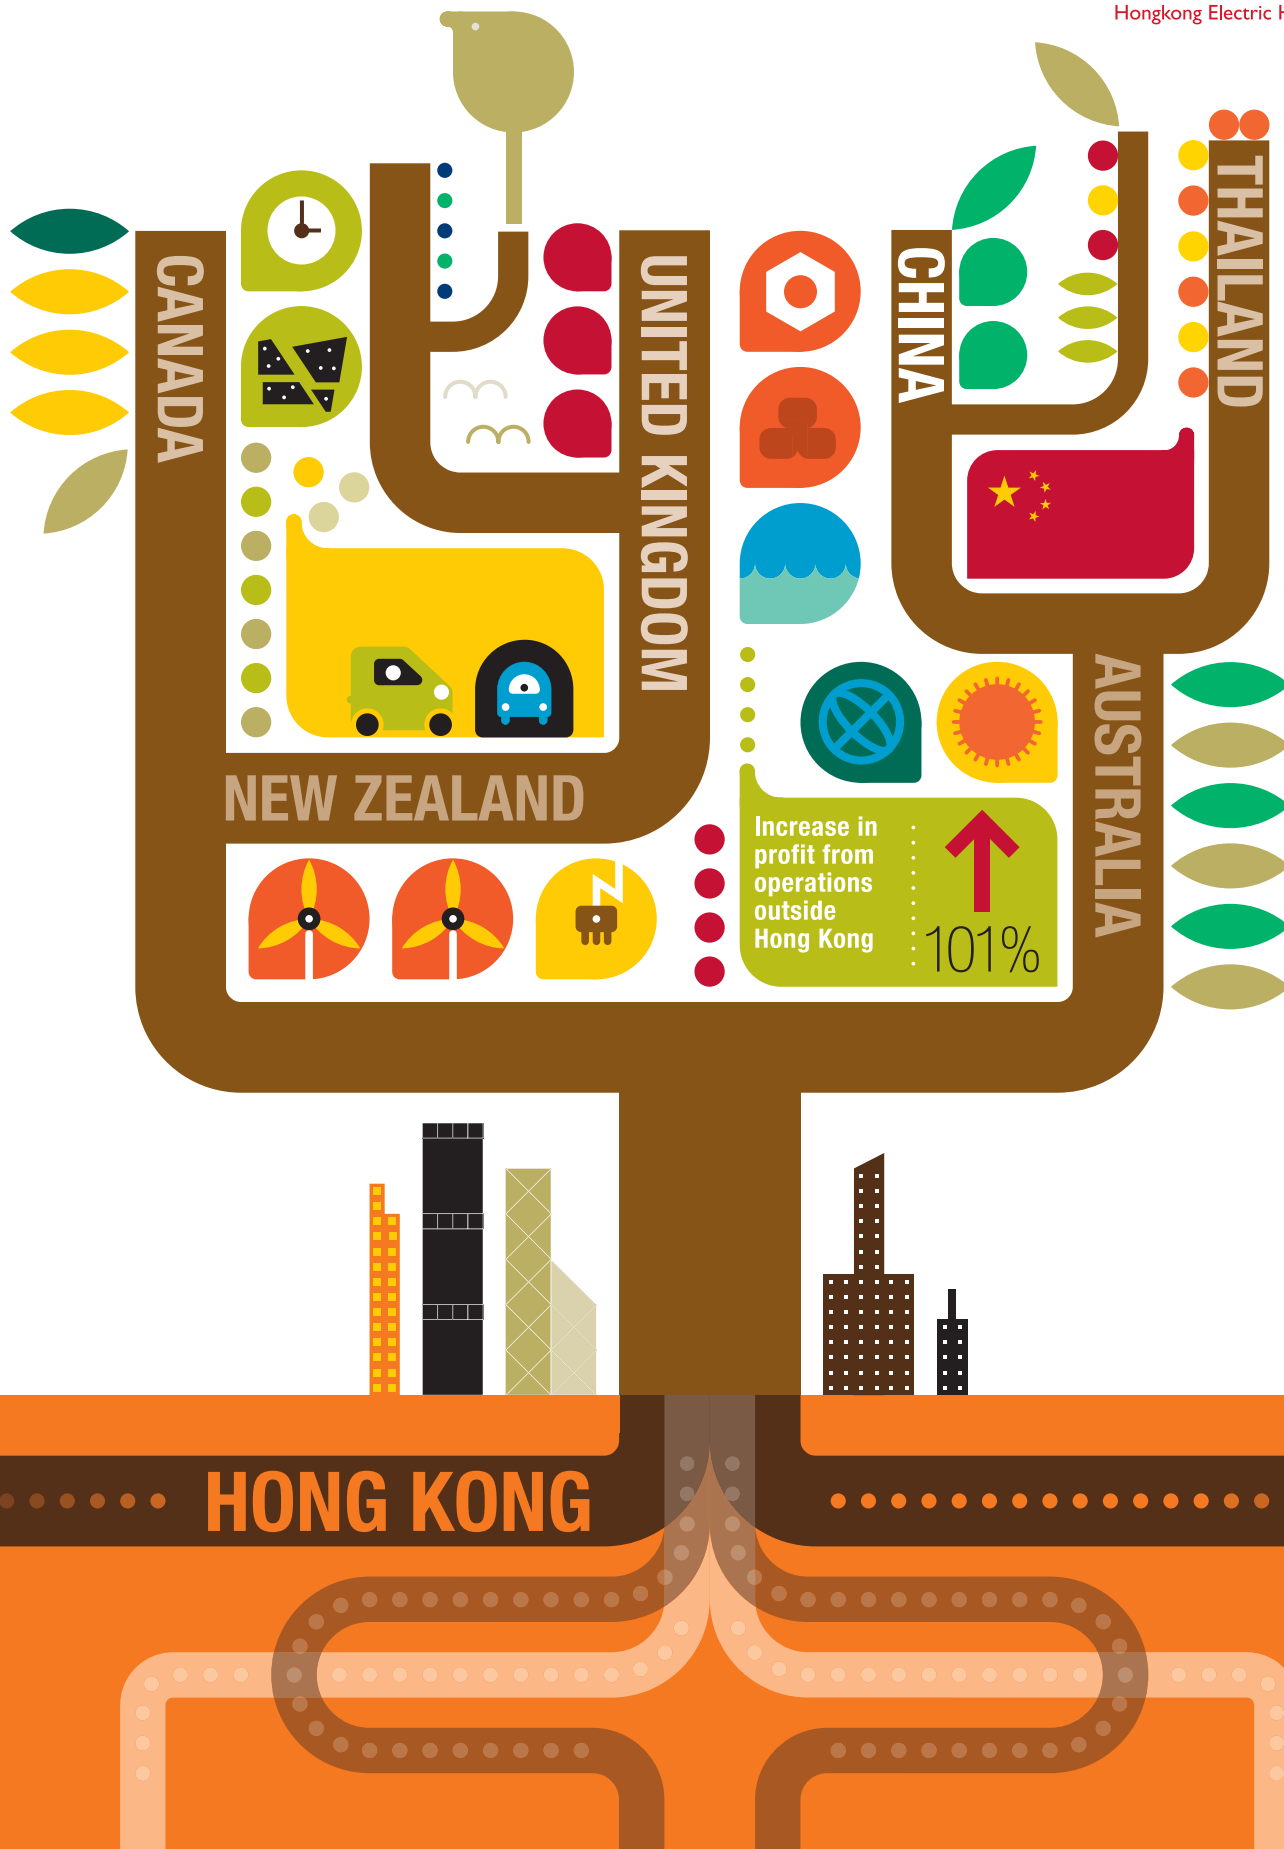 Hongkong Electric H
THAILAND
CANADA
UNITED KINGDOM
CHINA
AUSTRALIA
NEW ZEALAND
Increase in
profit from
operations
outside
Hong Kong
101%
HONG KONG